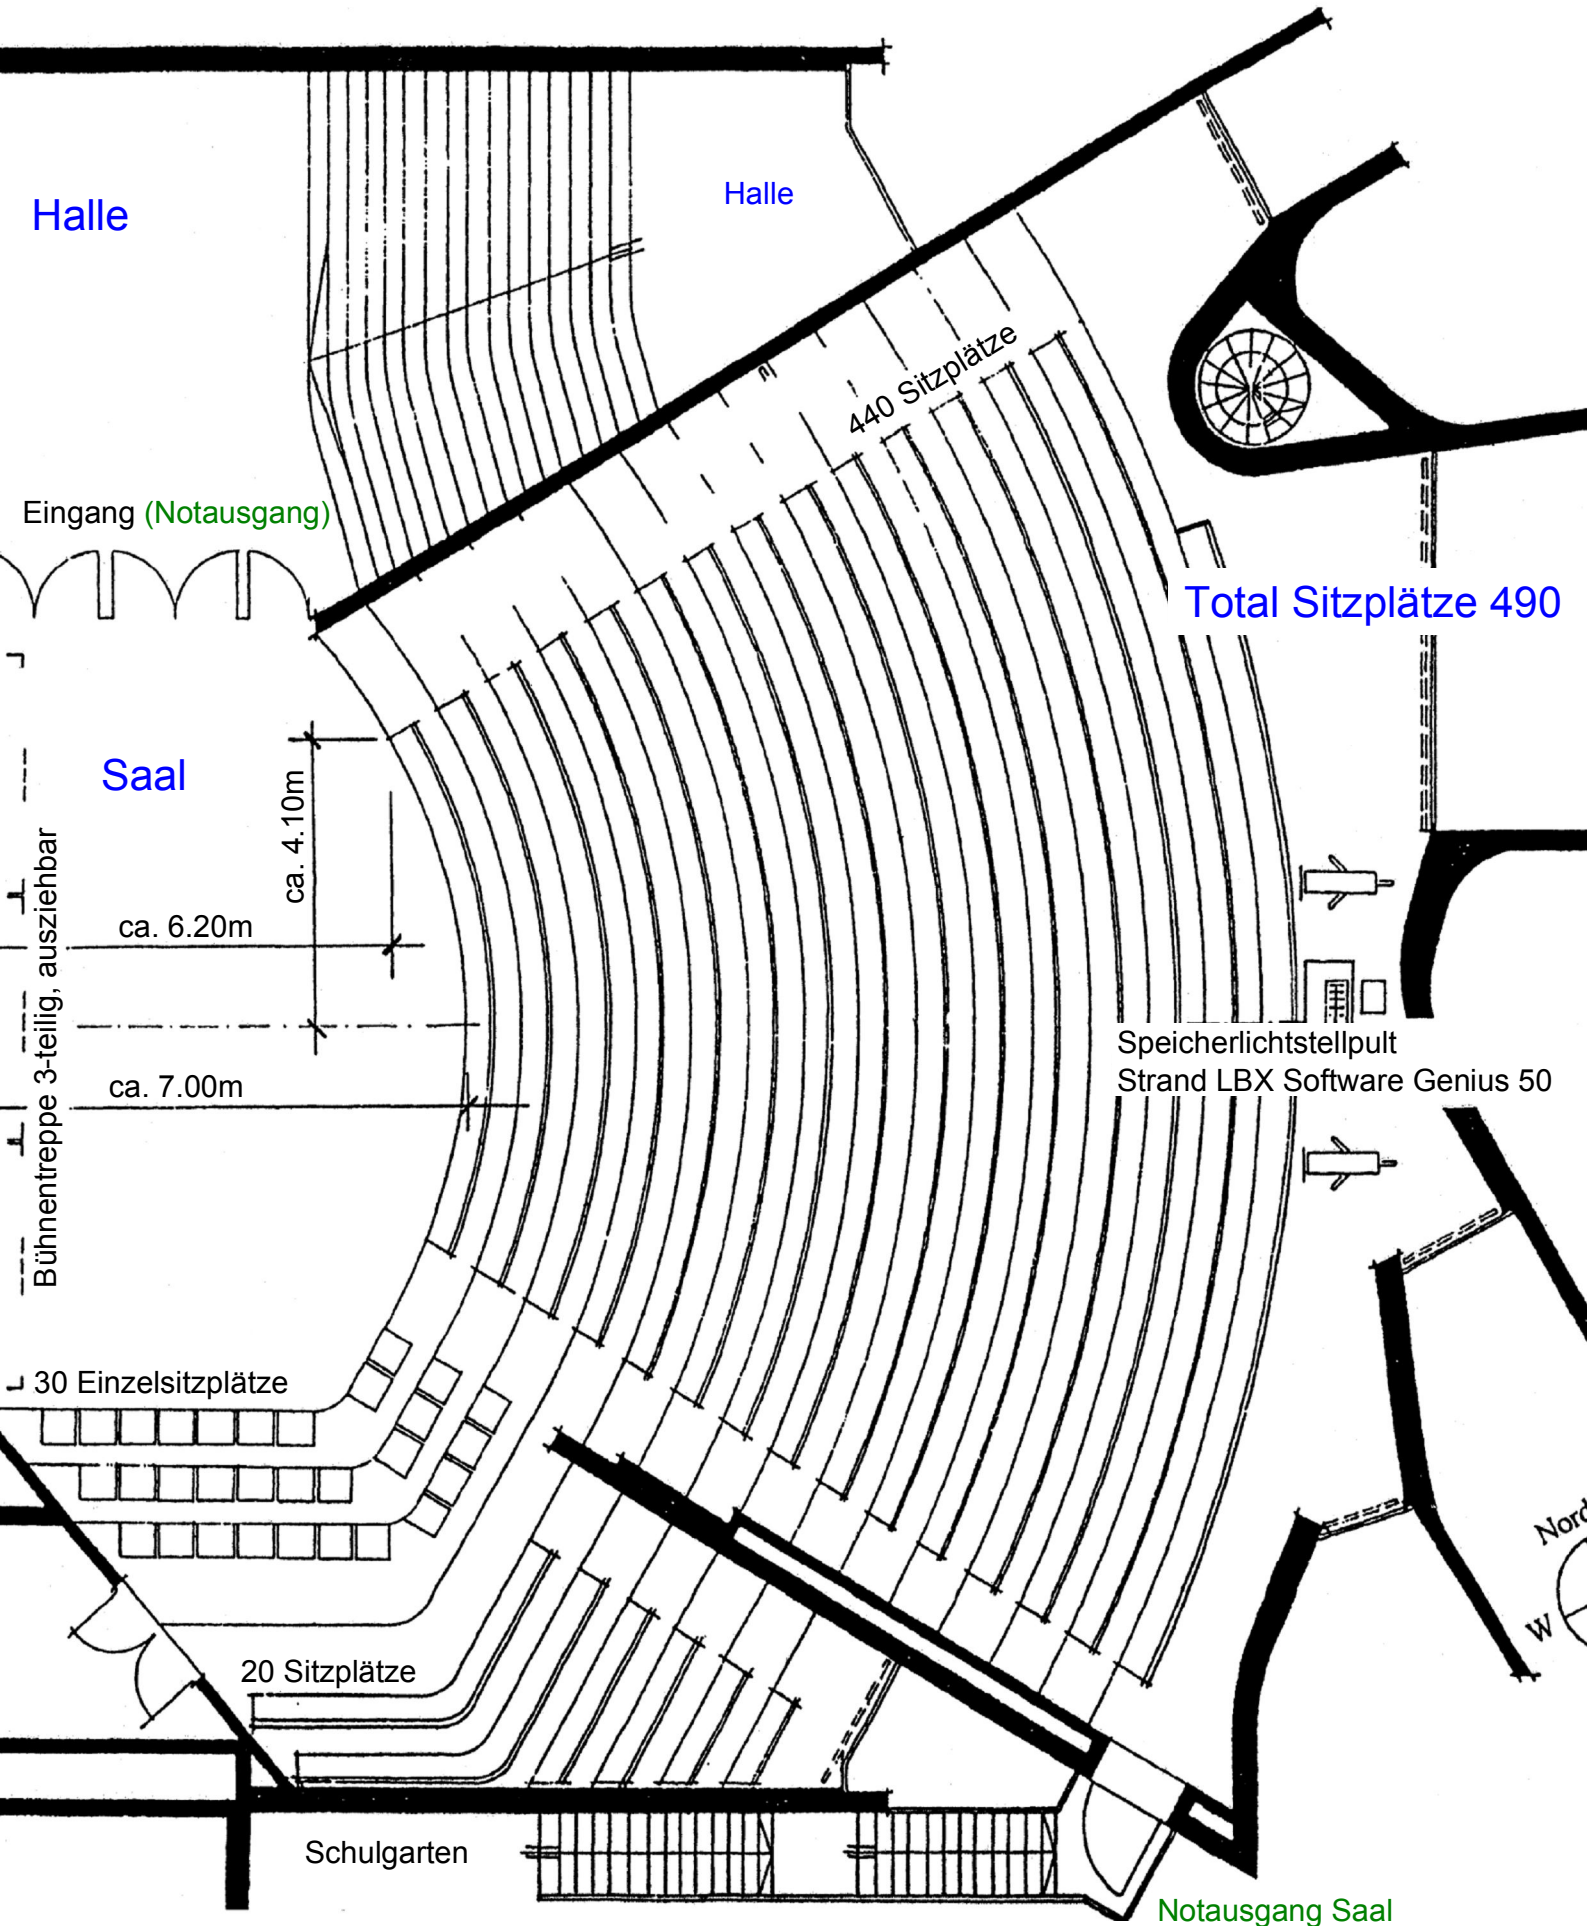 Halle
Halle
440 Sitzplätze
Eingang (Notausgang)
Total Sitzplätze 490
Saal
ca. 4.10m
Bühnentreppe 3-teilig, ausziehbar
ca. 6.20m
Speicherlichtstellpult
Strand LBX Software Genius 50
ca. 7.00m
30 Einzelsitzplätze
Nord
W
20 Sitzplätze
Schulgarten
Notausgang Saal